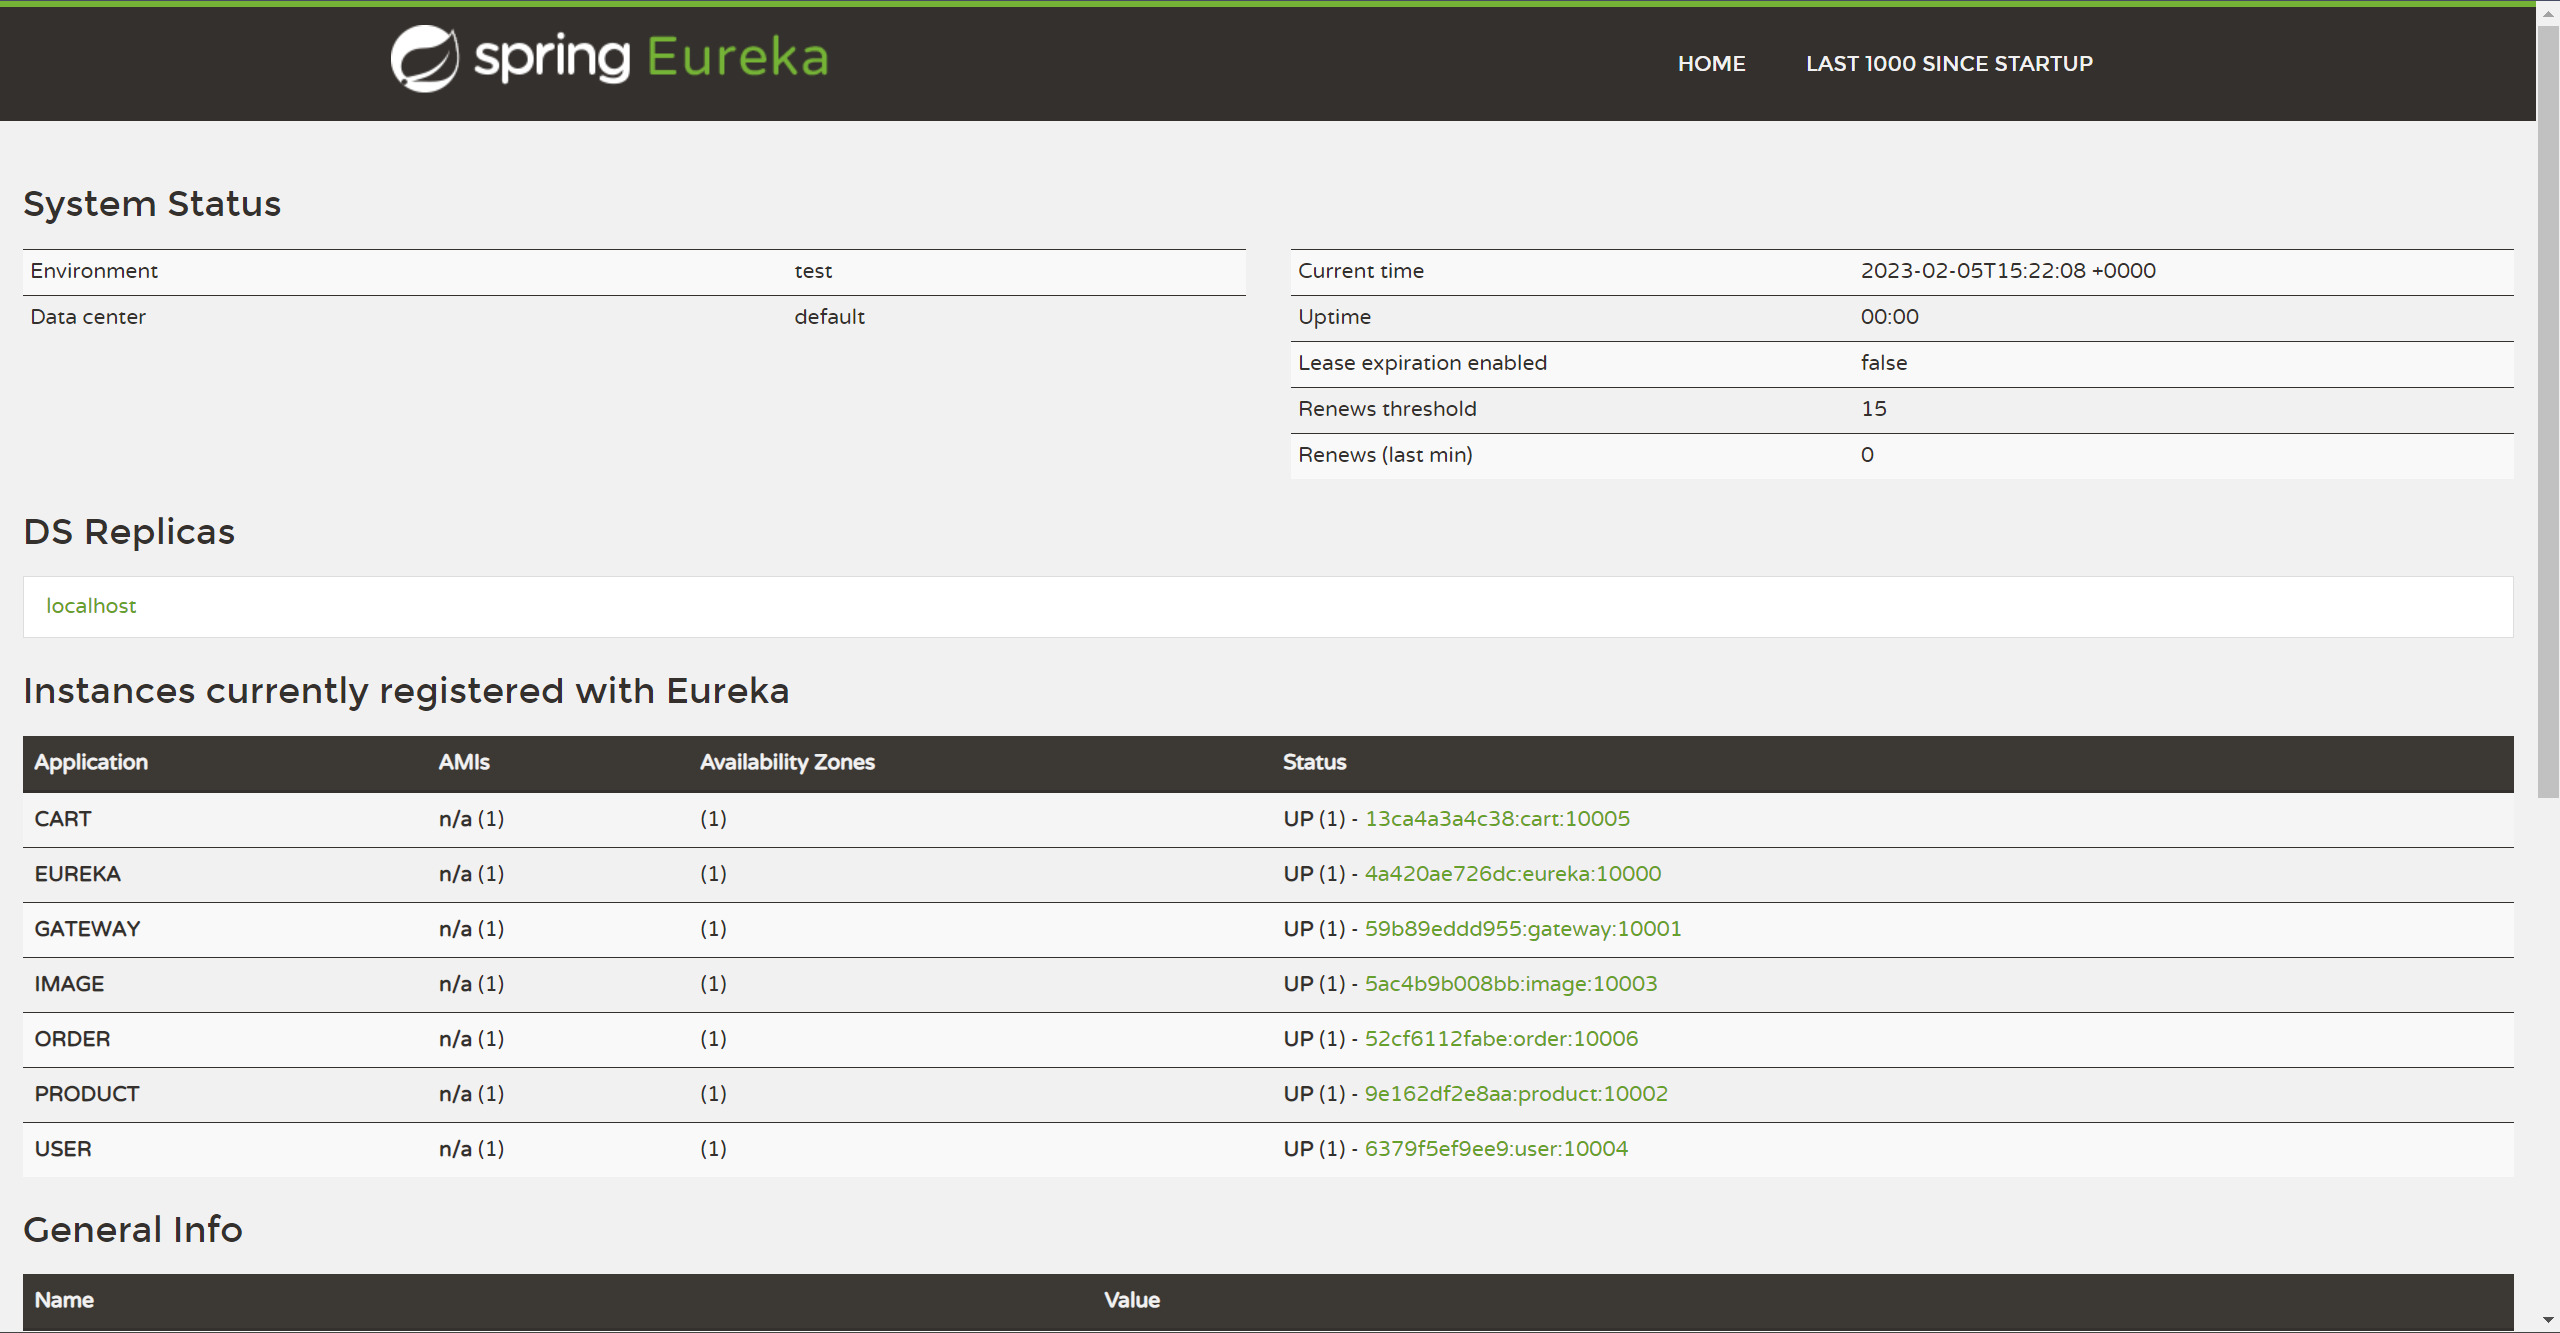 spring Eureka
HOME LAST 1000 SINCE STARTUP
System Status
Environment test
Data center default
Current time 2023-02-05T15:22:08 +0000
Uptime 00:00
Lease expiration enabled false
Renews threshold 15
Renews (last min) 0
DS Replicas
localhost
Instances currently registered with Eureka
Application AMIs Availability Zones Status
CART n/a (1) (1) UP (1) - 13ca4a3a4c38:cart:10005
EUREKA n/a (1) (1) UP (1) - 4a420ae726dc:eureka:10000
GATEWAY n/a (1) (1) UP (1) - 59b89eddd955:gateway:10001
IMAGE n/a (1) (1) UP (1) - 5ac4b9b008bb:image:10003
ORDER n/a (1) (1) UP (1) - 52cf6112fabe:order:10006
PRODUCT n/a (1) (1) UP (1) - 9e162df2e8aa:product:10002
USER n/a (1) (1) UP (1) - 6379f5ef9ee9:user:10004
General Info
Name Value